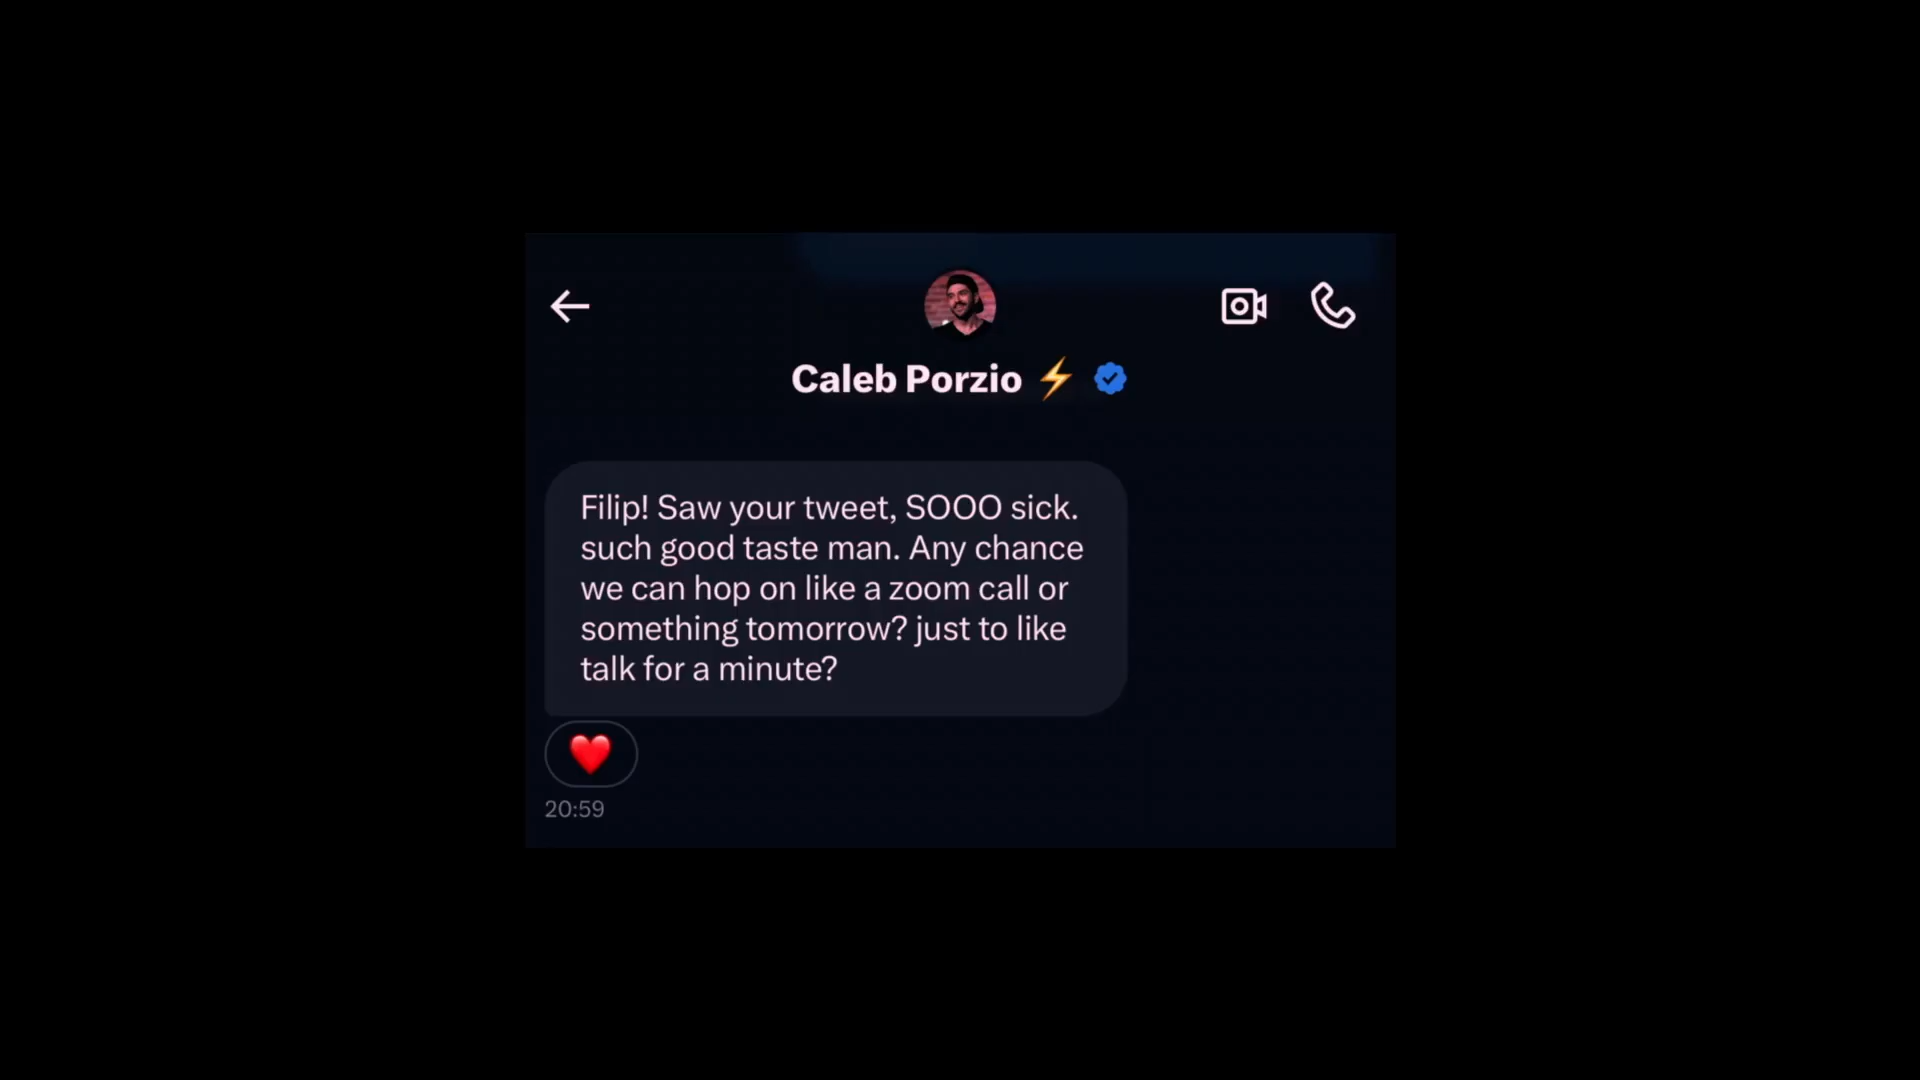 Caleb Porzio ⚡
Filip! Saw your tweet, SOOO sick.
such good taste man. Any chance
we can hop on like a zoom call or
something tomorrow? just to like
talk for a minute?
❤️
20:59